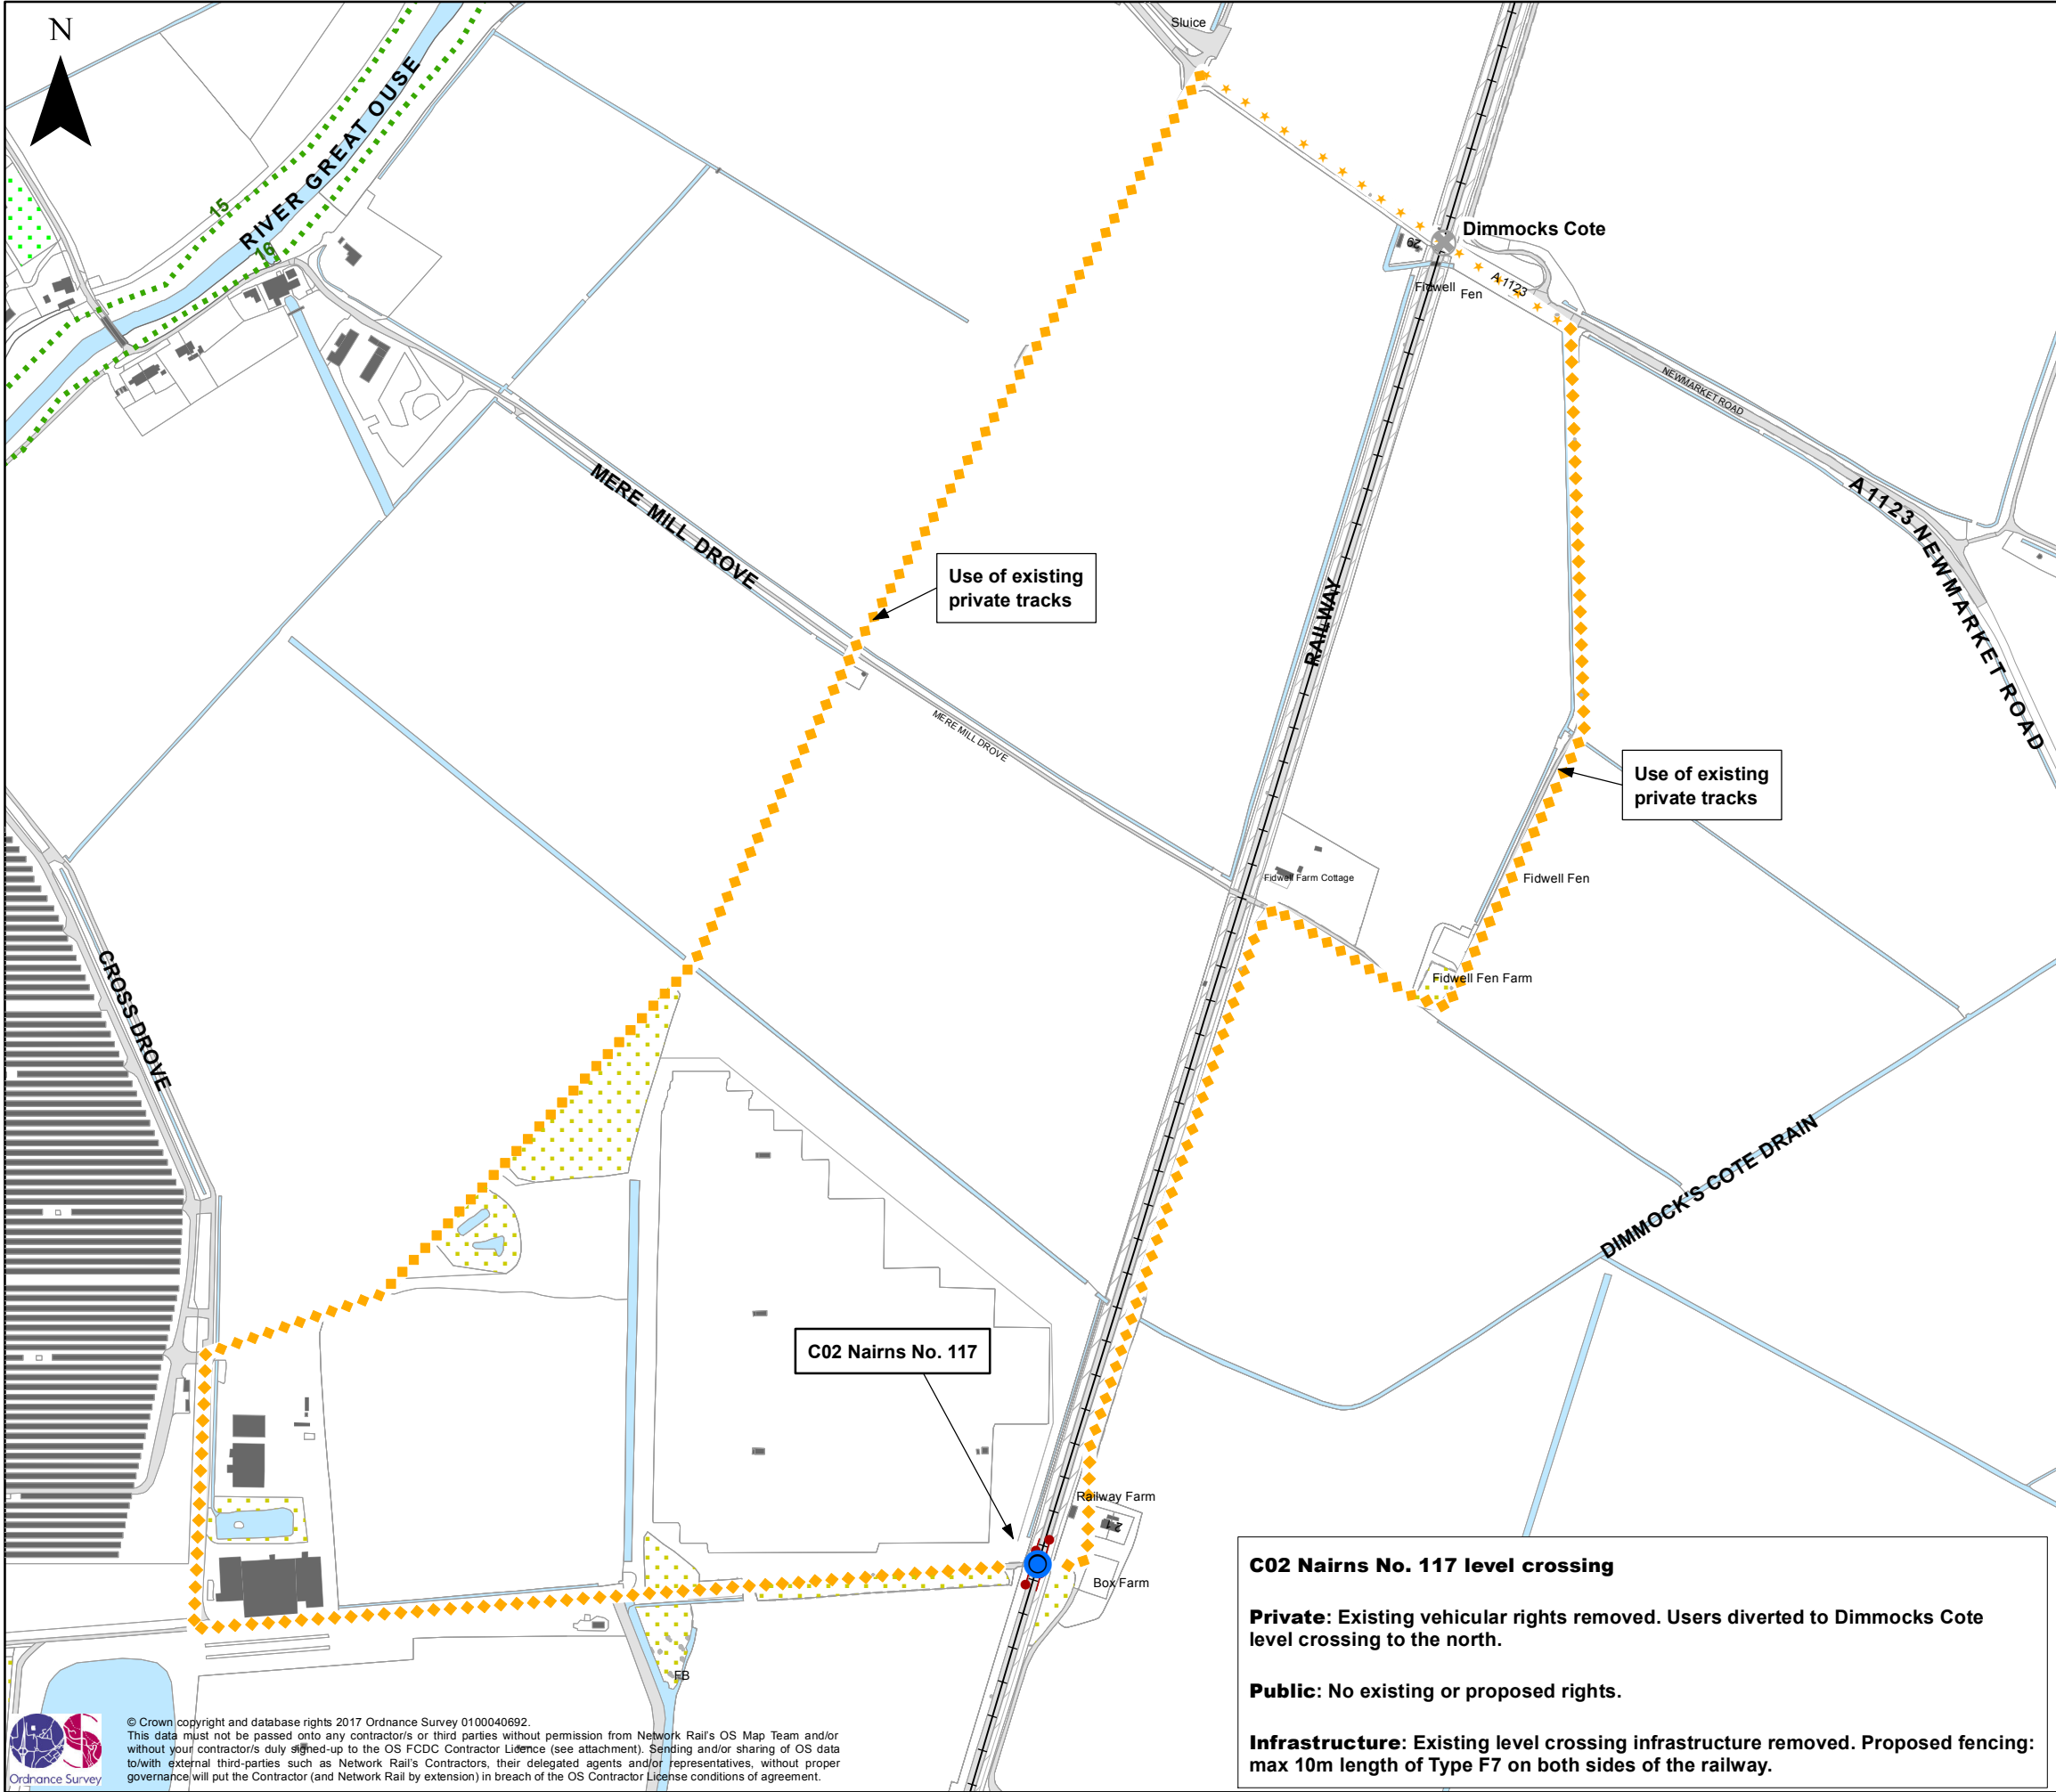 N
Sluice
RIVER GREAT OUSE
15
16
Dimmocks Cote
62
Fidwell Fen
A 1123
NEWMARKET ROAD
A1123 NEWMARKET ROAD
MERE MILL DROVE
Use of existing
private tracks
RAILWAY
MERE MILL DROVE
Use of existing
private tracks
Fidwell Farm Cottage
Fidwell Fen
Fidwell Fen Farm
CROSS DROVE
DIMMOCK'S COTE DRAIN
C02 Nairns No. 117
Railway Farm
Box Farm
FB
C02 Nairns No. 117 level crossing
Private: Existing vehicular rights removed. Users diverted to Dimmocks Cote
level crossing to the north.
Public: No existing or proposed rights.
Infrastructure: Existing level crossing infrastructure removed. Proposed fencing:
max 10m length of Type F7 on both sides of the railway.
Ordnance Survey
© Crown copyright and database rights 2017 Ordnance Survey 0100040692.
This data must not be passed onto any contractor/s or third parties without permission from Network Rail's OS Map Team and/or
without your contractor/s duly signed-up to the OS FCDC Contractor Licence (see attachment). Sending and/or sharing of OS data
to/with external third-parties such as Network Rail's Contractors, their delegated agents and/or representatives, without proper
governance will put the Contractor (and Network Rail by extension) in breach of the OS Contractor License conditions of agreement.